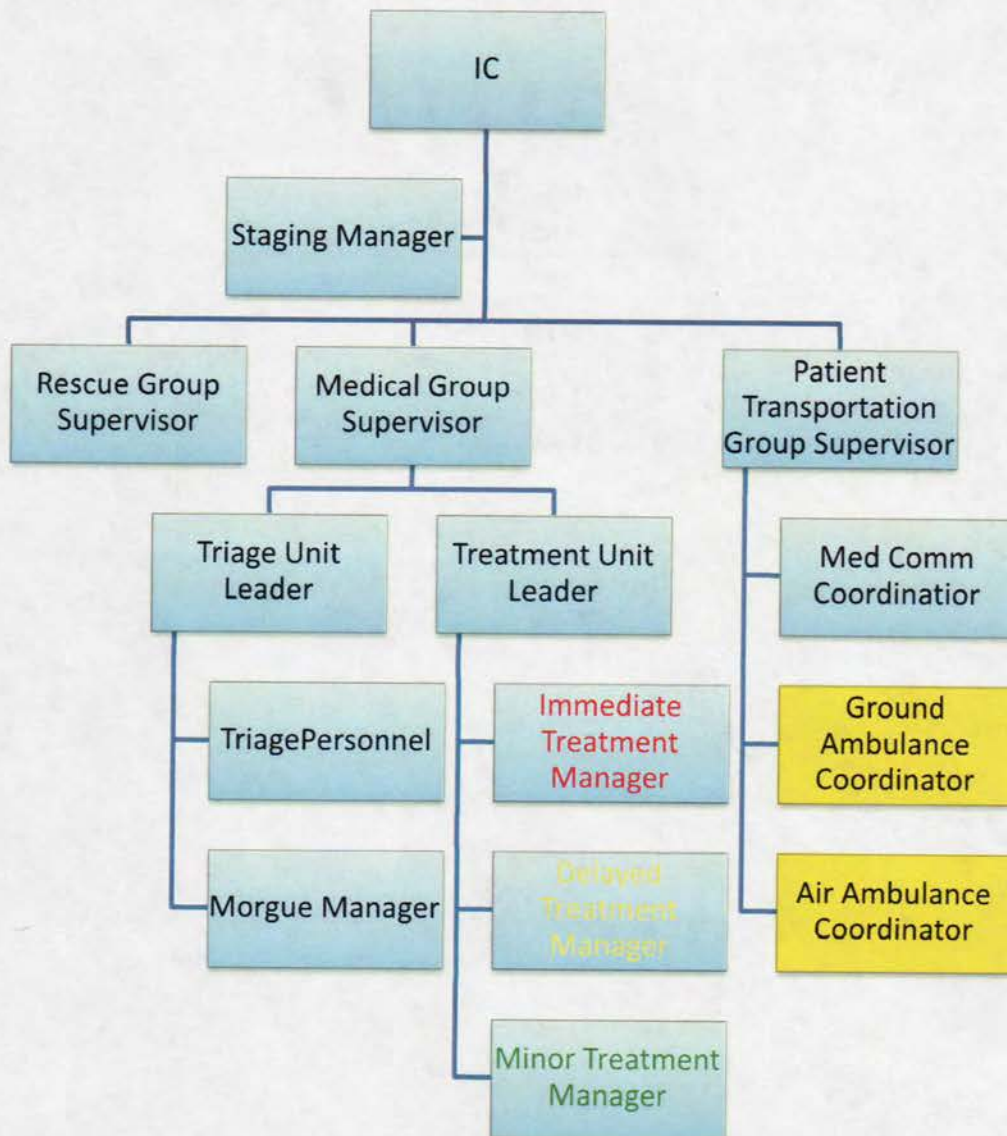 IC
Staging Manager
Rescue Group
Supervisor
Medical Group
Supervisor
Patient
Transportation
Group Supervisor
Triage Unit
Leader
Treatment Unit
Leader
Med Comm
Coordinatior
TriagePersonnel
Immediate
Treatment
Manager
Ground
Ambulance
Coordinator
Morgue Manager
Delayed
Treatment
Manager
Air Ambulance
Coordinator
Minor Treatment
Manager